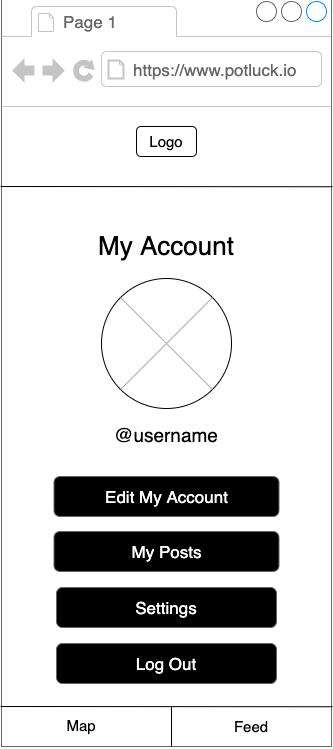 Page 1
https://www.potluck.io
Logo
My Account
@username
Edit My Account
My Posts
Settings
Log Out
Map
Feed